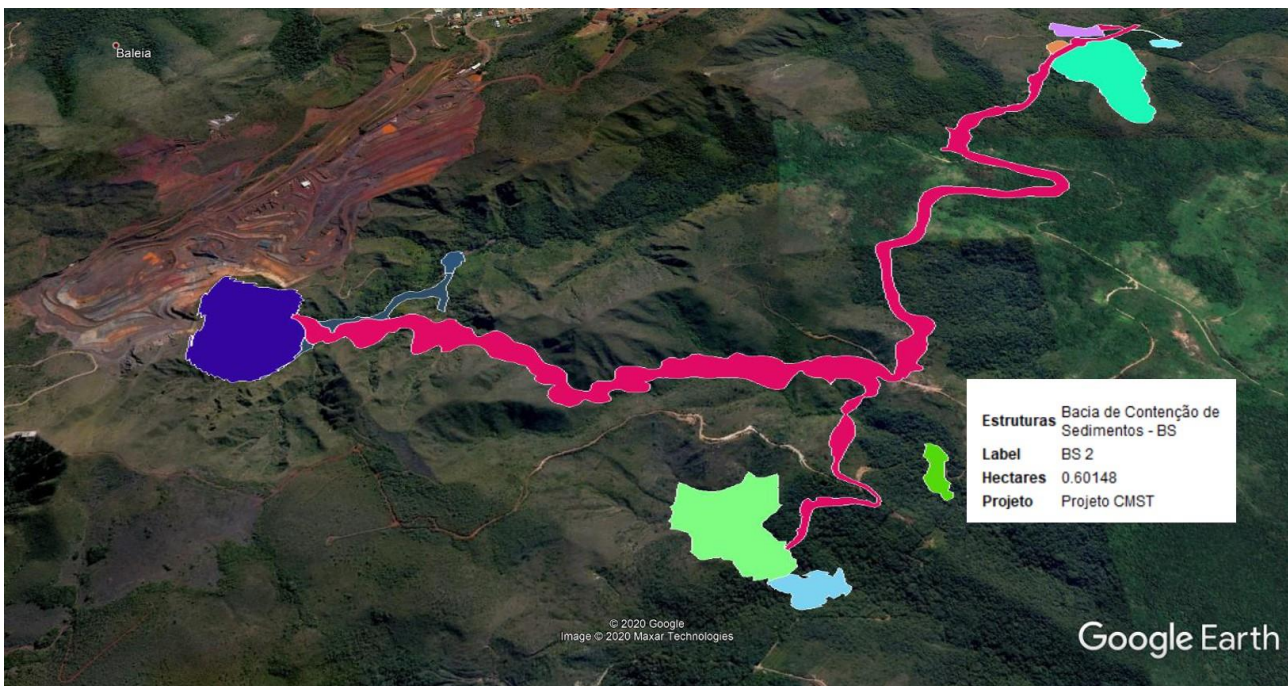 Baleia
Estruturas Bacia de Contenção de
Sedimentos - BS
Label BS 2
Hectares 0.60148
Projeto Projeto CMST
© 2020 Google
Image © 2020 Maxar Technologies
Google Earth